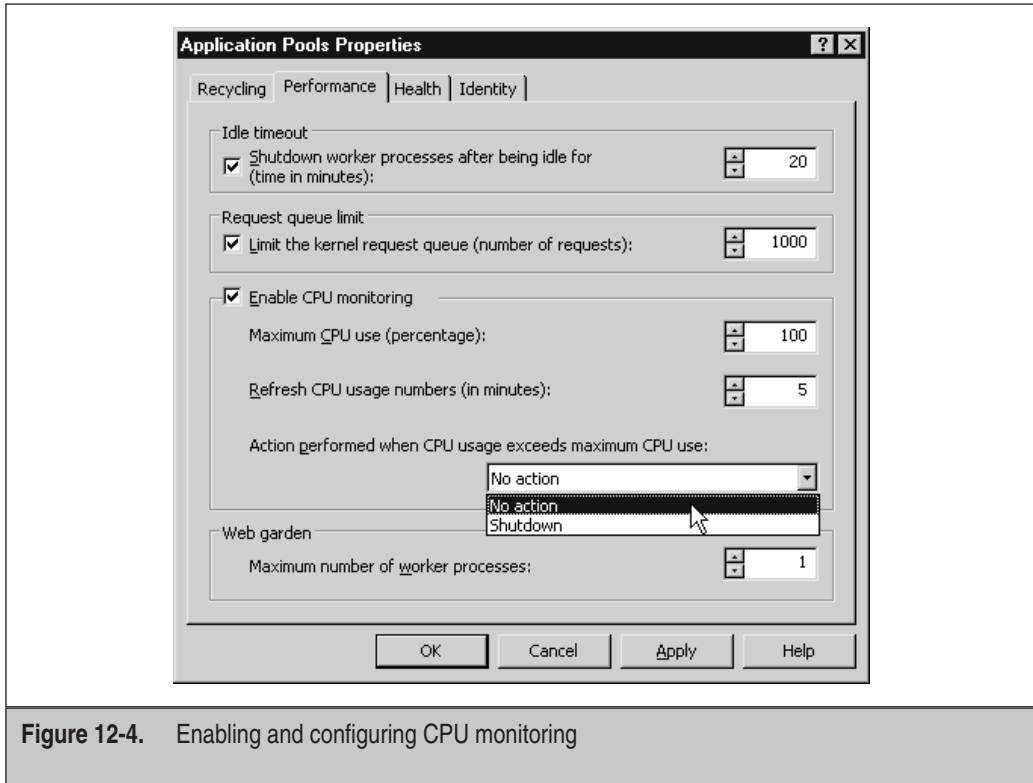 Application Pools Properties
Recycling Performance Health Identity
Idle timeout
Shutdown worker processes after being idle for
(time in minutes):
20
Request queue limit
Limit the kernel request queue (number of requests):
1000
Enable CPU monitoring
Maximum CPU use (percentage):
100
Refresh CPU usage numbers (in minutes):
5
Action performed when CPU usage exceeds maximum CPU use:
No action
No action
Shutdown
Web garden
Maximum number of worker processes:
1
OK Cancel Apply Help
Figure 12-4. Enabling and configuring CPU monitoring